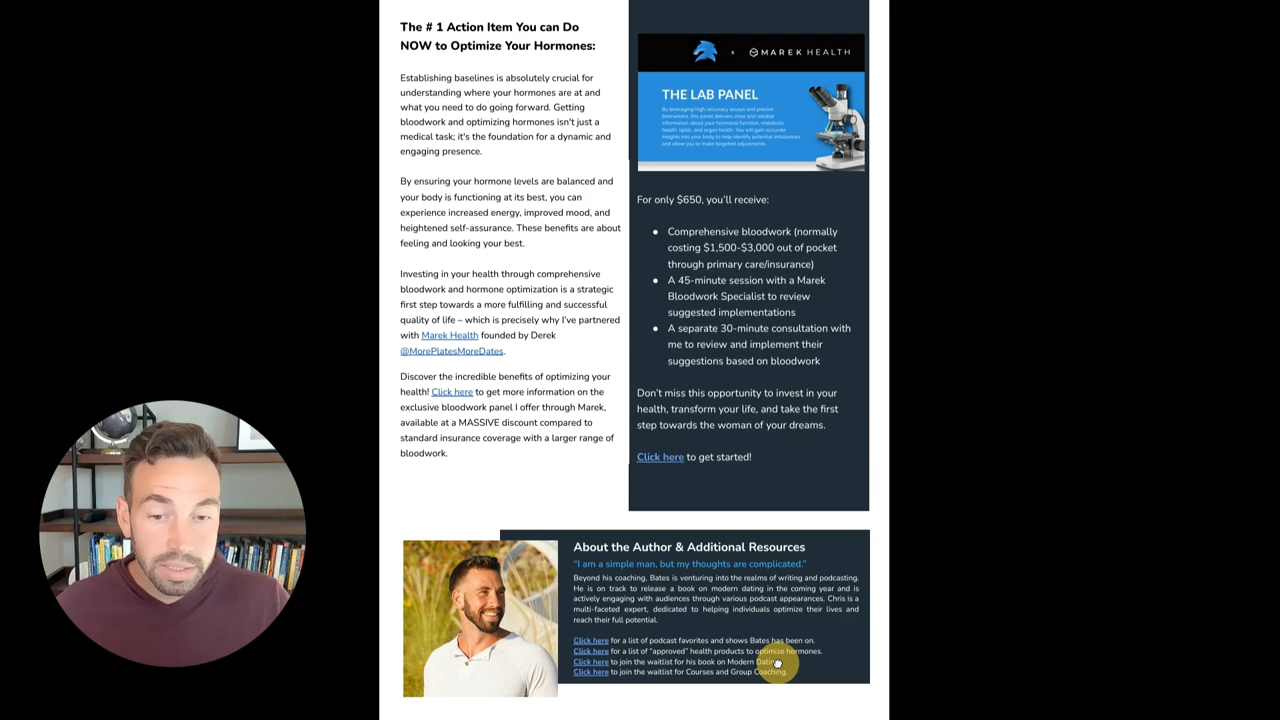 The # 1 Action Item You can Do
NOW to Optimize Your Hormones:
Establishing baselines is absolutely crucial for
understanding where your hormones are at and
what you need to do going forward. Getting
bloodwork and optimizing hormones isn't just a
medical task; it's the foundation for a dynamic and
engaging presence.
By ensuring your hormone levels are balanced and
your body is functioning at its best, you can
experience increased energy, improved mood, and
heightened self-assurance. These benefits are about
feeling and looking your best.
Investing in your health through comprehensive
bloodwork and hormone optimization is a strategic
first step towards a more fulfilling and successful
quality of life – which is precisely why I've partnered
with Marek Health founded by Derek
@MorePlatesMoreDates.
Discover the incredible benefits of optimizing your
health! Click here to get more information on the
exclusive bloodwork panel I offer through Marek,
available at a MASSIVE discount compared to
standard insurance coverage with a larger range of
bloodwork.
x MAREK HEALTH
THE LAB PANEL
By leveraging high-accuracy assays and precise
biomarkers, this panel delivers clear and reliable
information about your hormonal function, metabolic
health, lipids, and organ health. You will gain accurate
insights into your body to help identify potential imbalances
and allow you to make targeted adjustments.
For only $650, you'll receive:
● Comprehensive bloodwork (normally
costing $1,500-$3,000 out of pocket
through primary care/insurance)
● A 45-minute session with a Marek
Bloodwork Specialist to review
suggested implementations
● A separate 30-minute consultation with
me to review and implement their
suggestions based on bloodwork
Don't miss this opportunity to invest in your
health, transform your life, and take the first
step towards the woman of your dreams.
Click here to get started!
About the Author & Additional Resources
"I am a simple man, but my thoughts are complicated."
Beyond his coaching, Bates is venturing into the realms of writing and podcasting.
He is on track to release a book on modern dating in the coming year and is
actively engaging with audiences through various podcast appearances. Chris is a
multi-faceted expert, dedicated to helping individuals optimize their lives and
reach their full potential.
Click here for a list of podcast favorites and shows Bates has been on.
Click here for a list of "approved" health products to optimize hormones.
Click here to join the waitlist for his book on Modern Dating
Click here to join the waitlist for Courses and Group Coaching.